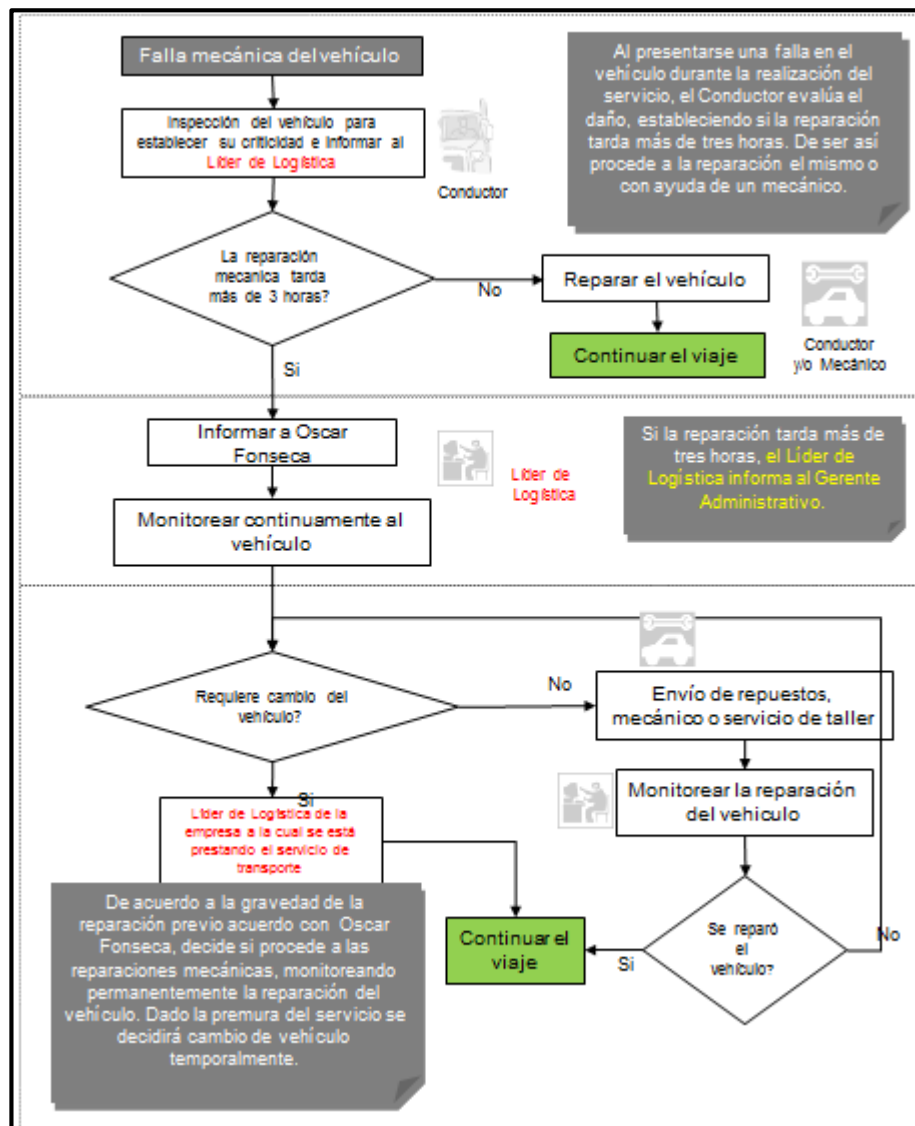 Falla mecánica del vehículo
Inspección del vehículo para
establecer su criticidad e informar al
Líder de Logística
Conductor
Al presentarse una falla en el
vehículo durante la realización del
servicio, el Conductor evalúa el
daño, estableciendo si la reparación
tarda más de tres horas. De ser así
procede a la reparación el mismo o
con ayuda de un mecánico.
La reparación
mecanica tarda
más de 3 horas?
No
Reparar el vehículo
Continuar el viaje
Conductor
y/o Mecánico
Si
Informar a Oscar
Fonseca
Líder de
Logística
Si la reparación tarda más de
tres horas, el Líder de
Logística informa al Gerente
Administrativo.
Monitorear continuamente al
vehículo
Requiere cambio del
vehículo?
No
Envío de repuestos,
mecánico o servicio de taller
Monitorear la reparación
del vehiculo
Si
Líder de Logística de la
empresa a la cual se está
prestando el servicio de
transporte
De acuerdo a la gravedad de la
reparación previo acuerdo con Oscar
Fonseca, decide si procede a las
reparaciones mecánicas, monitoreando
permanentemente la reparación del
vehículo. Dado la premura del servicio se
decidirá cambio de vehículo
temporalmente.
Continuar el
viaje
Si
Se reparó
el
vehículo?
No